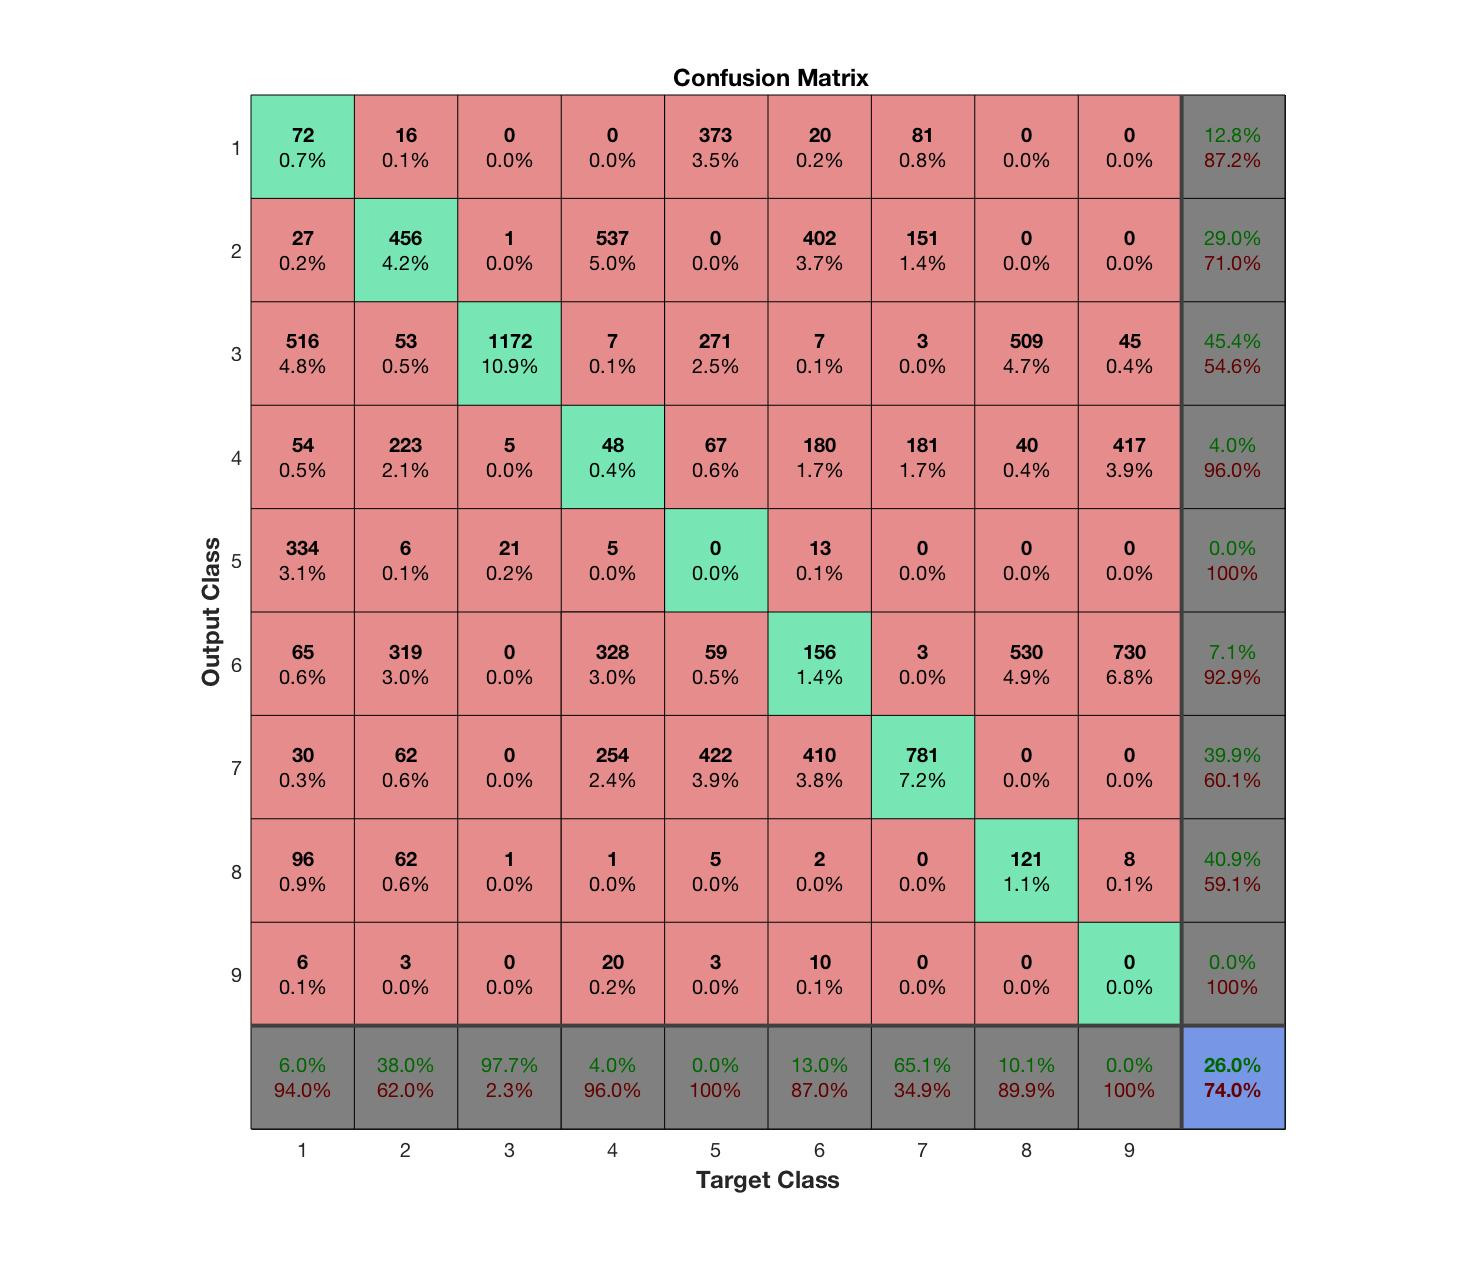 Confusion Matrix
1 72 16 0 0 373 20 81 0 0 12.8%
0.7% 0.1% 0.0% 0.0% 3.5% 0.2% 0.8% 0.0% 0.0% 87.2%
2 27 456 1 537 0 402 151 0 0 29.0%
0.2% 4.2% 0.0% 5.0% 0.0% 3.7% 1.4% 0.0% 0.0% 71.0%
3 516 53 1172 7 271 7 3 509 45 45.4%
4.8% 0.5% 10.9% 0.1% 2.5% 0.1% 0.0% 4.7% 0.4% 54.6%
4 54 223 5 48 67 180 181 40 417 4.0%
0.5% 2.1% 0.0% 0.4% 0.6% 1.7% 1.7% 0.4% 3.9% 96.0%
5 334 6 21 5 0 13 0 0 0 0.0%
3.1% 0.1% 0.2% 0.0% 0.0% 0.1% 0.0% 0.0% 0.0% 100%
6 65 319 0 328 59 156 3 530 730 7.1%
0.6% 3.0% 0.0% 3.0% 0.5% 1.4% 0.0% 4.9% 6.8% 92.9%
7 30 62 0 254 422 410 781 0 0 39.9%
0.3% 0.6% 0.0% 2.4% 3.9% 3.8% 7.2% 0.0% 0.0% 60.1%
8 96 62 1 1 5 2 0 121 8 40.9%
0.9% 0.6% 0.0% 0.0% 0.0% 0.0% 0.0% 1.1% 0.1% 59.1%
9 6 3 0 20 3 10 0 0 0 0.0%
0.1% 0.0% 0.0% 0.2% 0.0% 0.1% 0.0% 0.0% 0.0% 100%
6.0% 38.0% 97.7% 4.0% 0.0% 13.0% 65.1% 10.1% 0.0% 26.0%
94.0% 62.0% 2.3% 96.0% 100% 87.0% 34.9% 89.9% 100% 74.0%
1 2 3 4 5 6 7 8 9
Target Class
Output Class